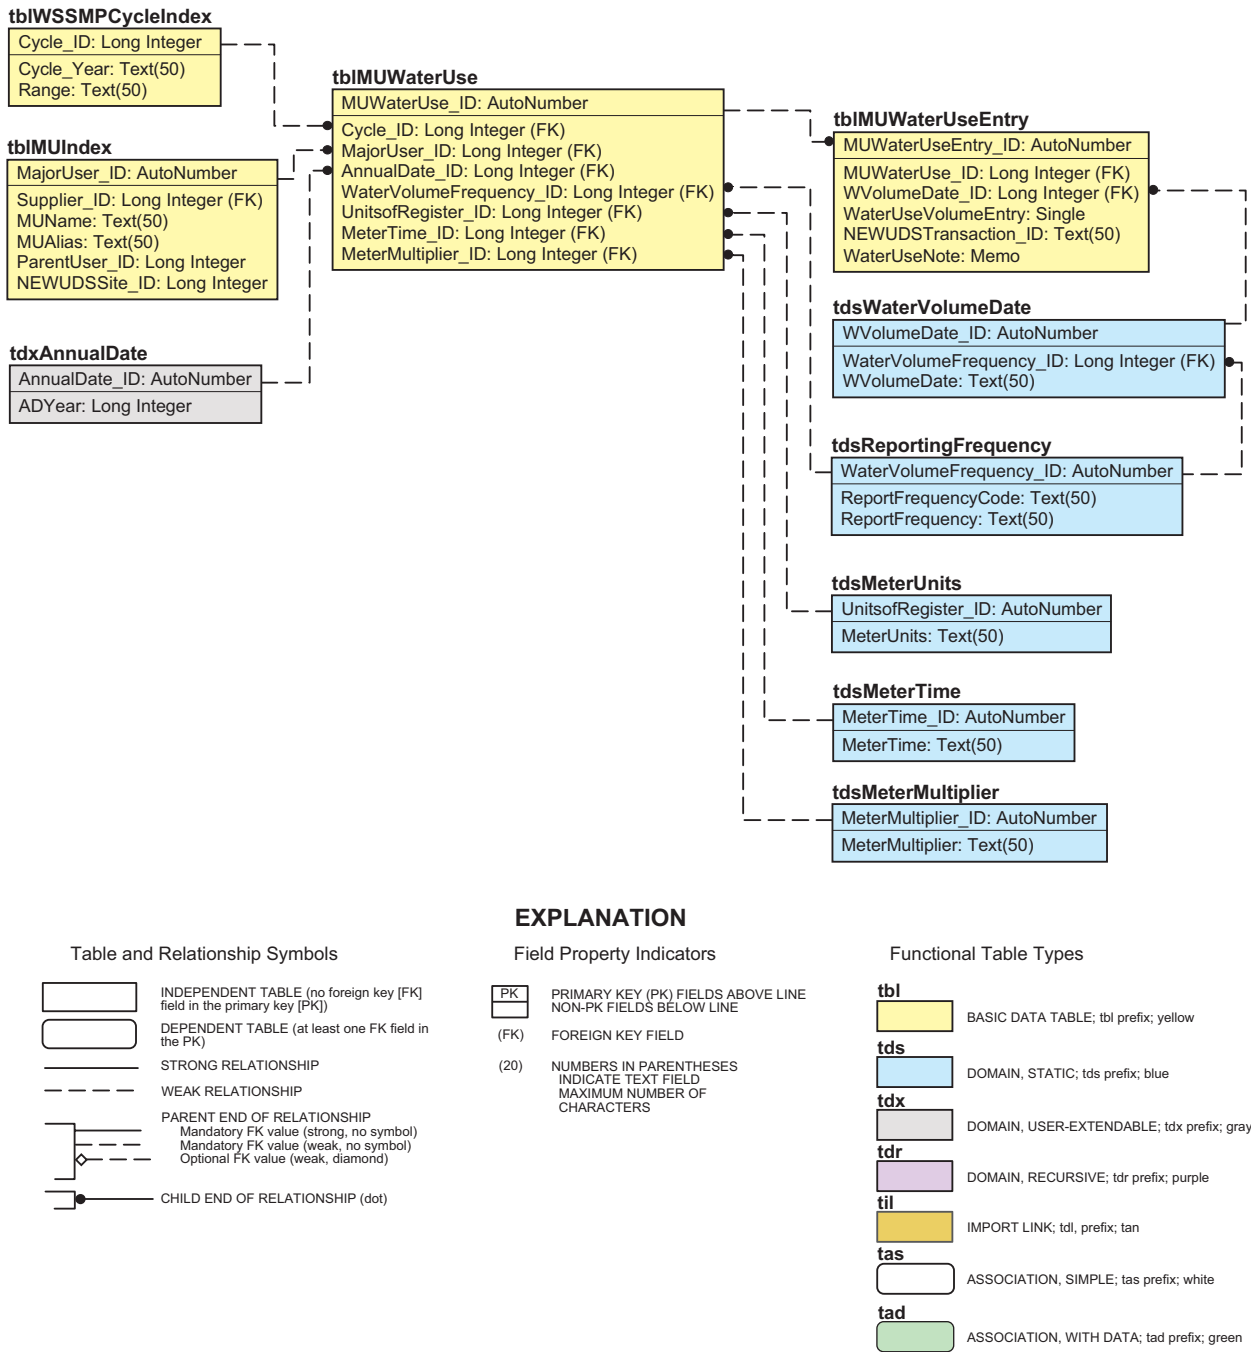 tblWSSMPCycleIndex
Cycle_ID: Long Integer
Cycle_Year: Text(50)
Range: Text(50)
tblMUIndex
MajorUser_ID: AutoNumber
Supplier_ID: Long Integer (FK)
MUName: Text(50)
MUAlias: Text(50)
ParentUser_ID: Long Integer
NEWUDSSite_ID: Long Integer
tdxAnnualDate
AnnualDate_ID: AutoNumber
ADYear: Long Integer
tblMUWaterUse
MUWaterUse_ID: AutoNumber
Cycle_ID: Long Integer (FK)
MajorUser_ID: Long Integer (FK)
AnnualDate_ID: Long Integer (FK)
WaterVolumeFrequency_ID: Long Integer (FK)
UnitsofRegister_ID: Long Integer (FK)
MeterTime_ID: Long Integer (FK)
MeterMultiplier_ID: Long Integer (FK)
tblMUWaterUseEntry
MUWaterUseEntry_ID: AutoNumber
MUWaterUse_ID: Long Integer (FK)
WVolumeDate_ID: Long Integer (FK)
WaterUseVolumeEntry: Single
NEWUDSTransaction_ID: Text(50)
WaterUseNote: Memo
tdsWaterVolumeDate
WVolumeDate_ID: AutoNumber
WaterVolumeFrequency_ID: Long Integer (FK)
WVolumeDate: Text(50)
tdsReportingFrequency
WaterVolumeFrequency_ID: AutoNumber
ReportFrequencyCode: Text(50)
ReportFrequency: Text(50)
tdsMeterUnits
UnitsofRegister_ID: AutoNumber
MeterUnits: Text(50)
tdsMeterTime
MeterTime_ID: AutoNumber
MeterTime: Text(50)
tdsMeterMultiplier
MeterMultiplier_ID: AutoNumber
MeterMultiplier: Text(50)
EXPLANATION
Table and Relationship Symbols
INDEPENDENT TABLE (no foreign key [FK]
field in the primary key [PK])
DEPENDENT TABLE (at least one FK field in
the PK)
STRONG RELATIONSHIP
WEAK RELATIONSHIP
PARENT END OF RELATIONSHIP
Mandatory FK value (strong, no symbol)
Mandatory FK value (weak, no symbol)
Optional FK value (weak, diamond)
CHILD END OF RELATIONSHIP (dot)
Field Property Indicators
PK
PRIMARY KEY (PK) FIELDS ABOVE LINE
NON-PK FIELDS BELOW LINE
(FK) FOREIGN KEY FIELD
(20) NUMBERS IN PARENTHESES
INDICATE TEXT FIELD
MAXIMUM NUMBER OF
CHARACTERS
Functional Table Types
tbl
BASIC DATA TABLE; tbl prefix; yellow
tds
DOMAIN, STATIC; tds prefix; blue
tdx
DOMAIN, USER-EXTENDABLE; tdx prefix; gray
tdr
DOMAIN, RECURSIVE; tdr prefix; purple
til
IMPORT LINK; tdl, prefix; tan
tas
ASSOCIATION, SIMPLE; tas prefix; white
tad
ASSOCIATION, WITH DATA; tad prefix; green